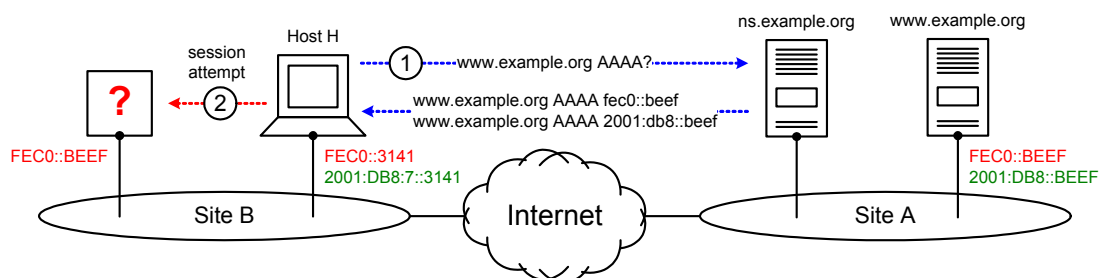 ns.example.org
www.example.org
Host H
session
attempt
1
www.example.org AAAA?
?
2
www.example.org AAAA fec0::beef
www.example.org AAAA 2001:db8::beef
FEC0::BEEF
FEC0::3141
2001:DB8:7::3141
FEC0::BEEF
2001:DB8::BEEF
Site B
Internet
Site A